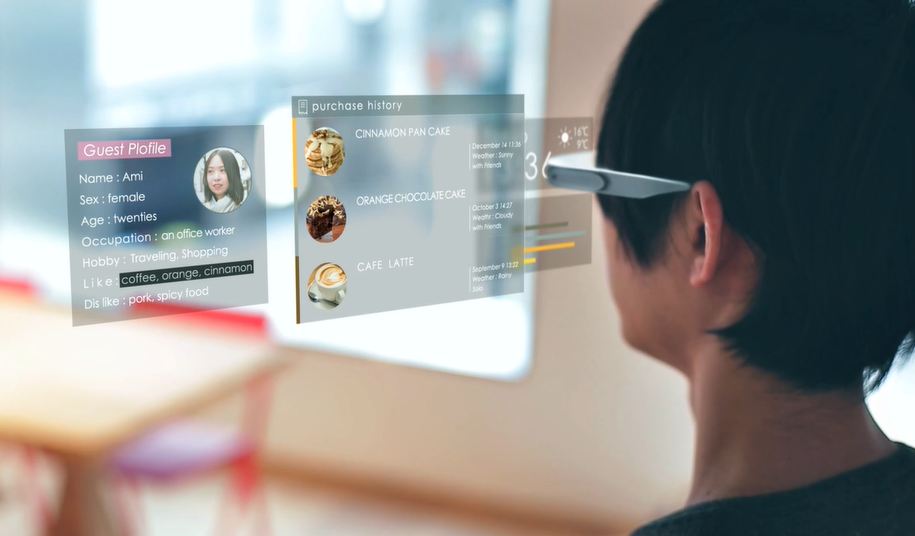 Guest Plofile
Name : Ami
Sex : female
Age : twenties
Occupation : an office worker
Hobby : Traveling, Shopping
Like : coffee, orange, cinnamon
Dis like : pork, spicy food
purchase history
CINNAMON PAN CAKE
December 14 11:36
Weather : Sunny
with Friends
ORANGE CHOCOLATE CAKE
October 3 14:27
Weathr : Cloudy
with Friends
CAFE LATTE
September 9 13:22
Weather : Rainy
Solo
36
16℃
9℃